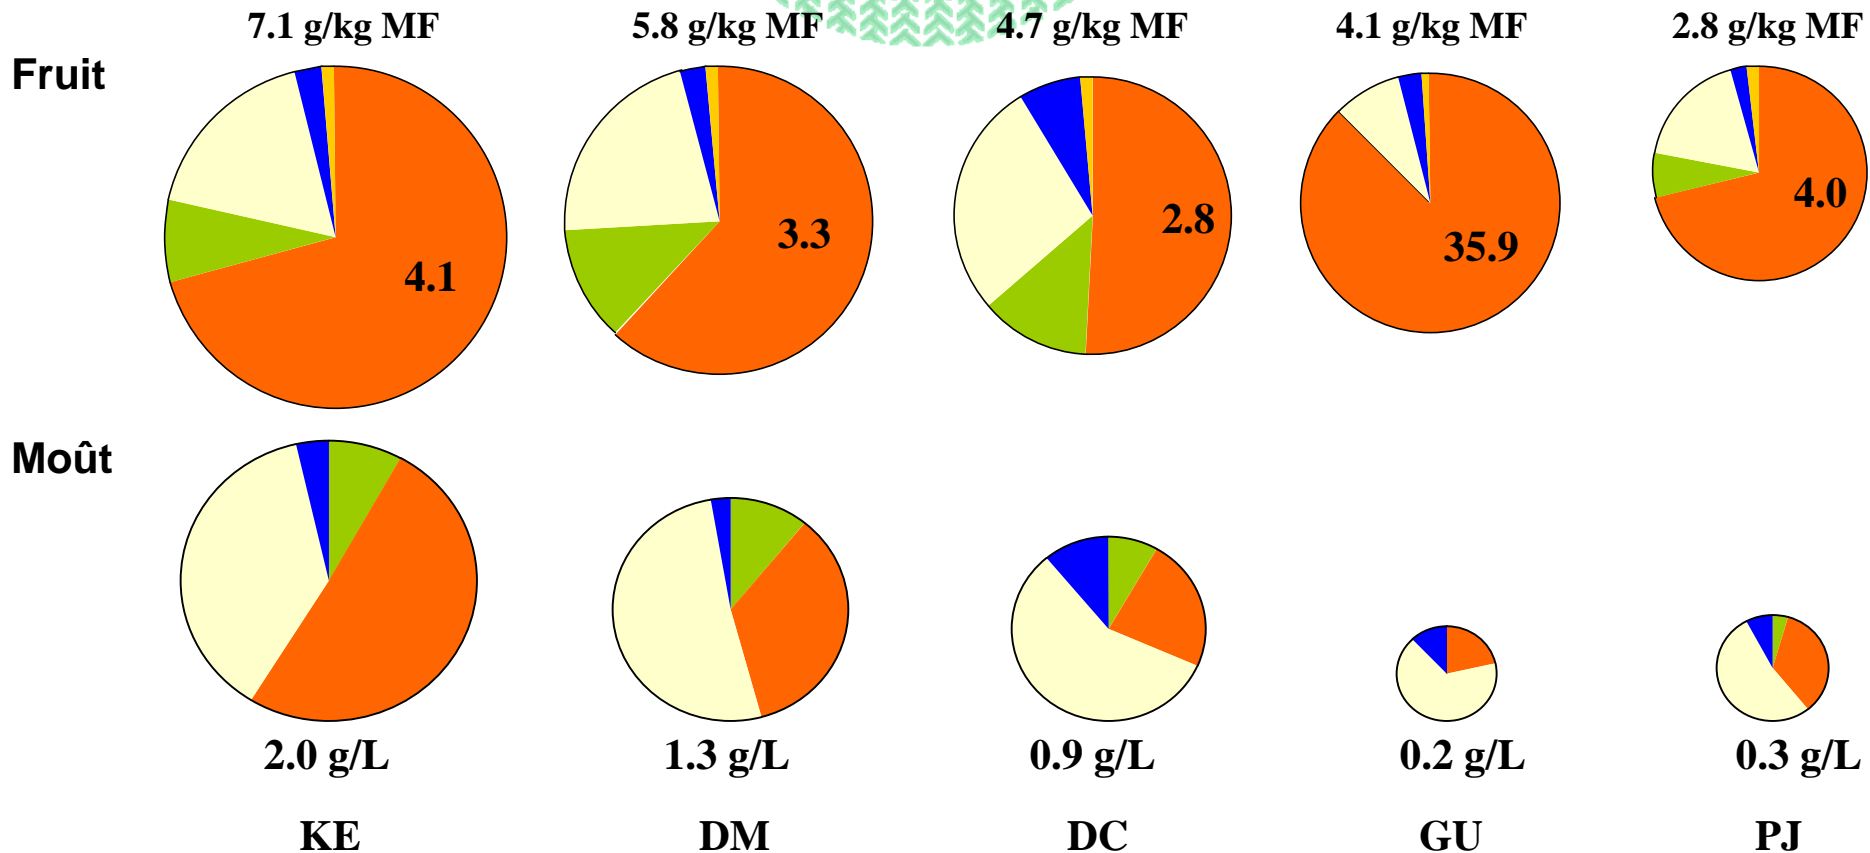 7.1 g/kg MF 5.8 g/kg MF 4.7 g/kg MF 4.1 g/kg MF 2.8 g/kg MF
Fruit
4.1 3.3 2.8 35.9 4.0
Moût
2.0 g/L 1.3 g/L 0.9 g/L 0.2 g/L 0.3 g/L
KE DM DC GU PJ